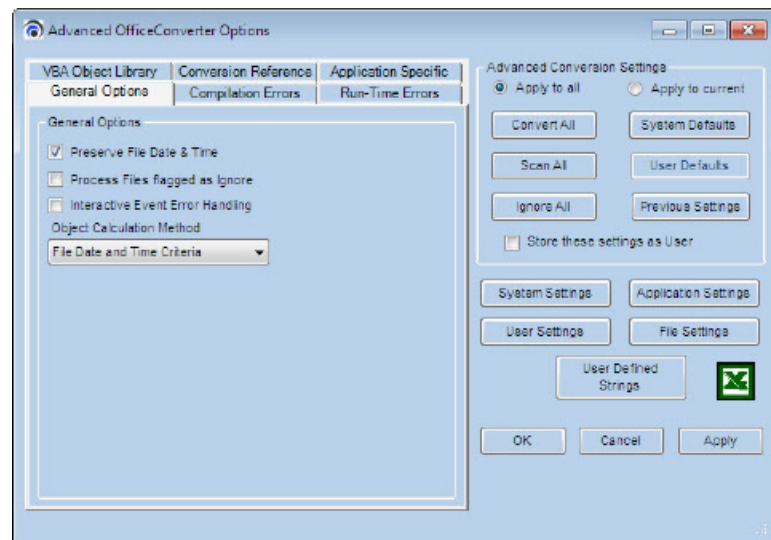 Advanced OfficeConverter Options
VBA Object Library
Conversion Reference
Application Specific
General Options
Compilation Errors
Run-Time Errors
General Options
Preserve File Date & Time
Process Files flagged as Ignore
Interactive Event Error Handling
Object Calculation Method
File Date and Time Criteria
Advanced Conversion Settings
Apply to all
Apply to current
Convert All
System Defaults
Scan All
User Defaults
Ignore All
Previous Settings
Store these settings as User
System Settings
Application Settings
User Settings
File Settings
User Defined
Strings
OK
Cancel
Apply